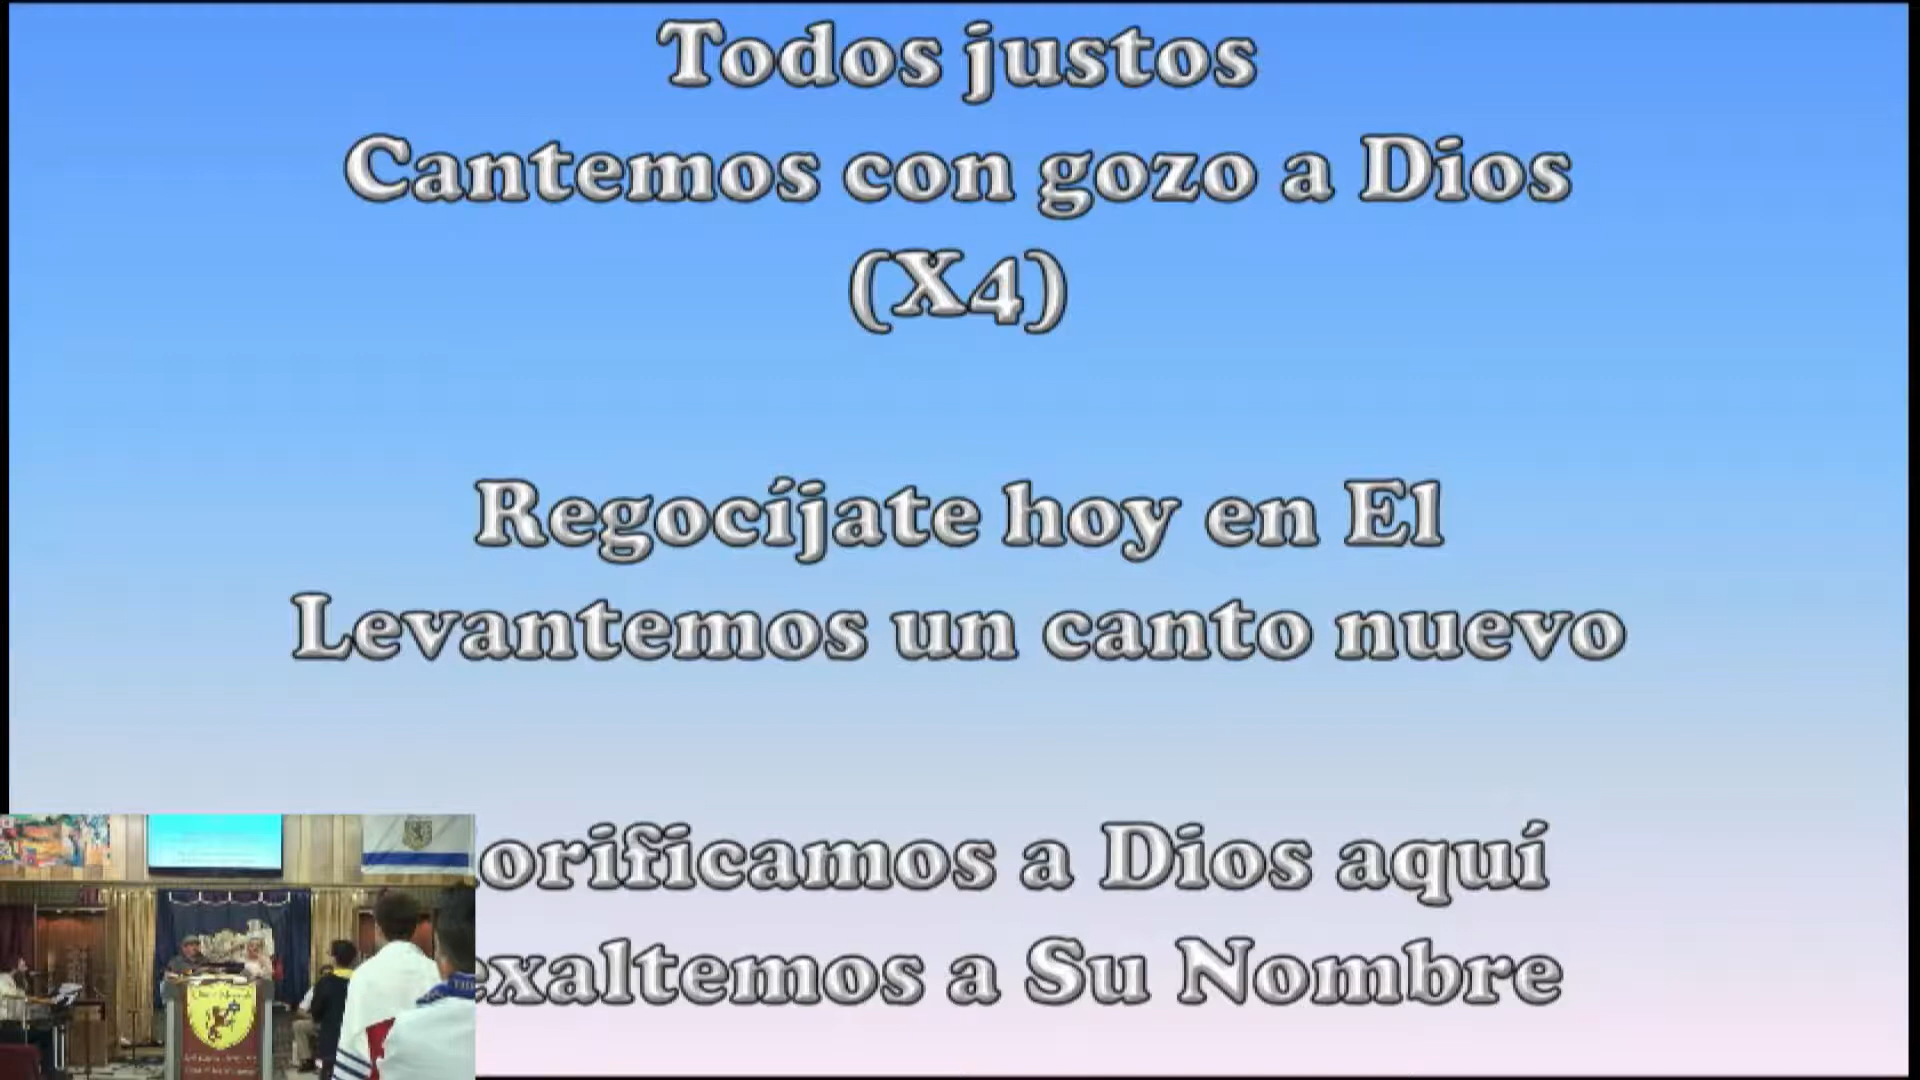 Todos justos
Cantemos con gozo a Dios
(X4)
Regocíjate hoy en El
Levantemos un canto nuevo
orificamos a Dios aquí
exaltemos a Su Nombre